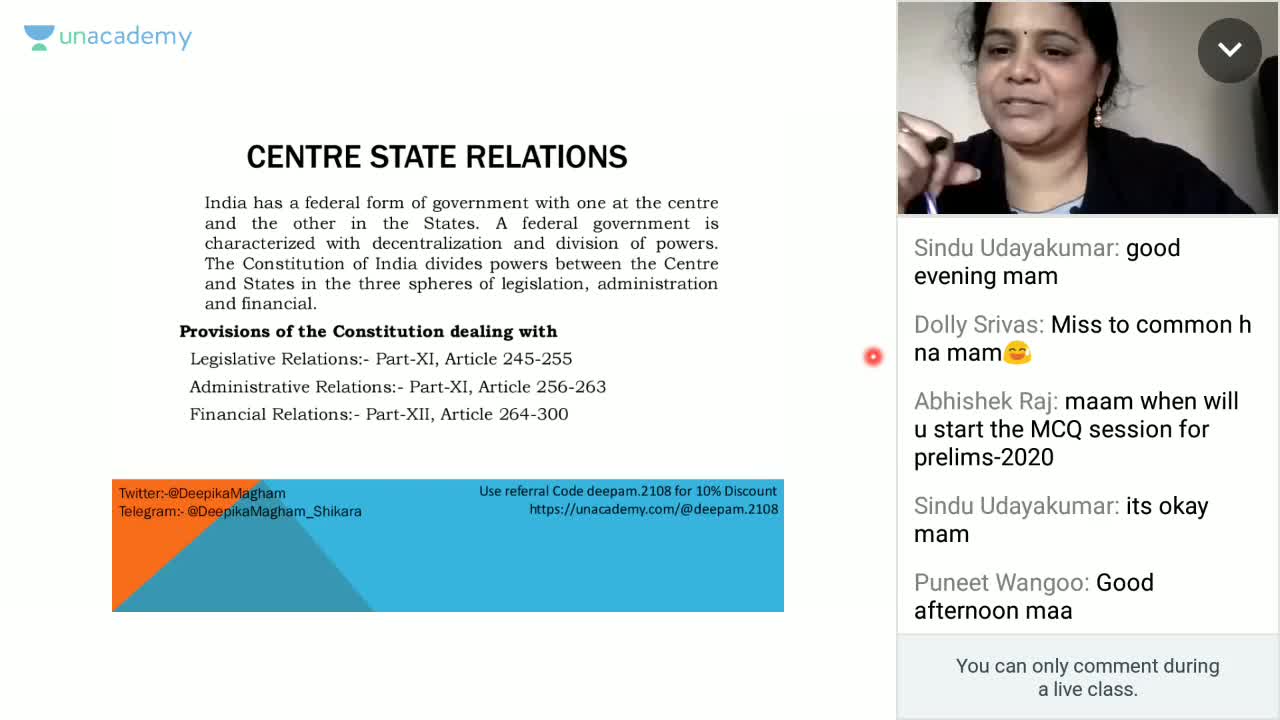 unacademy
CENTRE STATE RELATIONS
India has a federal form of government with one at the centre
and the other in the States. A federal government is
characterized with decentralization and division of powers.
The Constitution of India divides powers between the Centre
and States in the three spheres of legislation, administration
and financial.
Provisions of the Constitution dealing with
Legislative Relations:- Part-XI, Article 245-255
Administrative Relations:- Part-XI, Article 256-263
Financial Relations:- Part-XII, Article 264-300
Twitter:-@DeepikaMagham
Telegram:- @DeepikaMagham_Shikara
Use referral Code deepam.2108 for 10% Discount
https://unacademy.com/@deepam.2108
Sindu Udayakumar: good
evening mam
Dolly Srivas: Miss to common h
na mam😅
Abhishek Raj: maam when will
u start the MCQ session for
prelims-2020
Sindu Udayakumar: its okay
mam
Puneet Wangoo: Good
afternoon maa
You can only comment during
a live class.